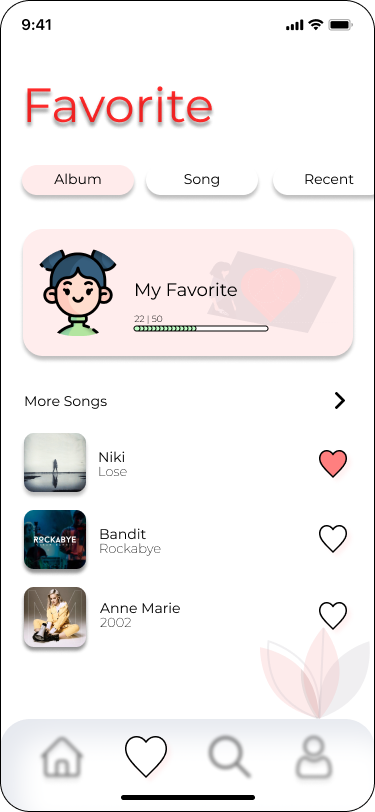 9:41
Favorite
Album Song Recent
My Favorite
22 | 50
More Songs
Niki
Lose
ROCKABYE
Bandit
Rockabye
Anne Marie
2002